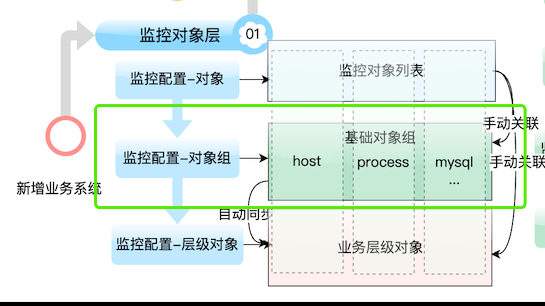 监控对象层
01
监控对象列表
监控配置-对象
手动关联
基础对象组
监控配置-对象组
host
process
mysql
...
手动关联
新增业务系统
自动同步
监控配置-层级对象
业务层级对象